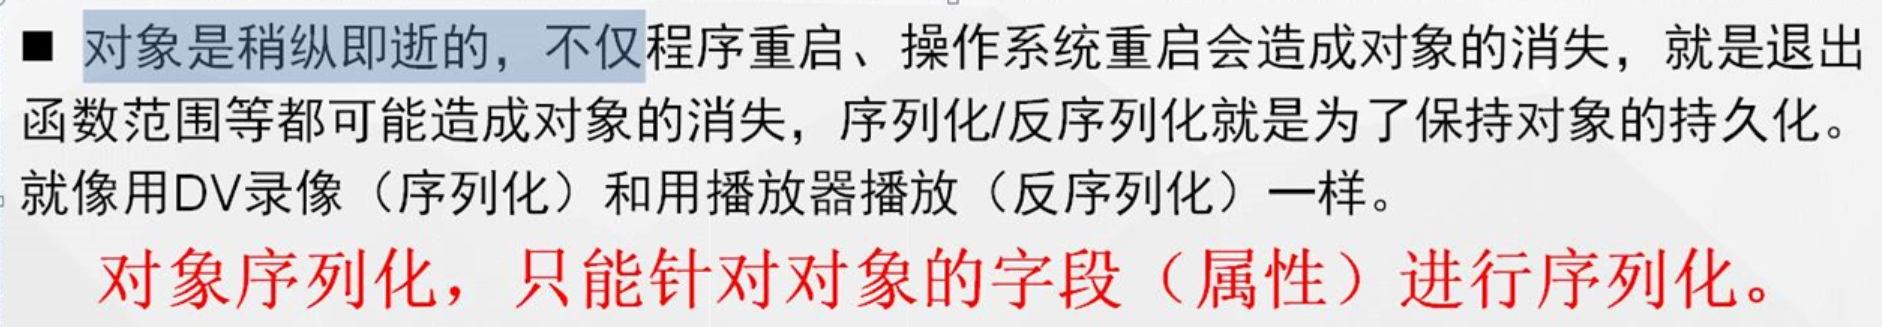 ■ 对象是稍纵即逝的，不仅程序重启、操作系统重启会造成对象的消失，就是退出
函数范围等都可能造成对象的消失，序列化/反序列化就是为了保持对象的持久化。
就像用DV录像（序列化）和用播放器播放（反序列化）一样。
对象序列化，只能针对对象的字段（属性）进行序列化。